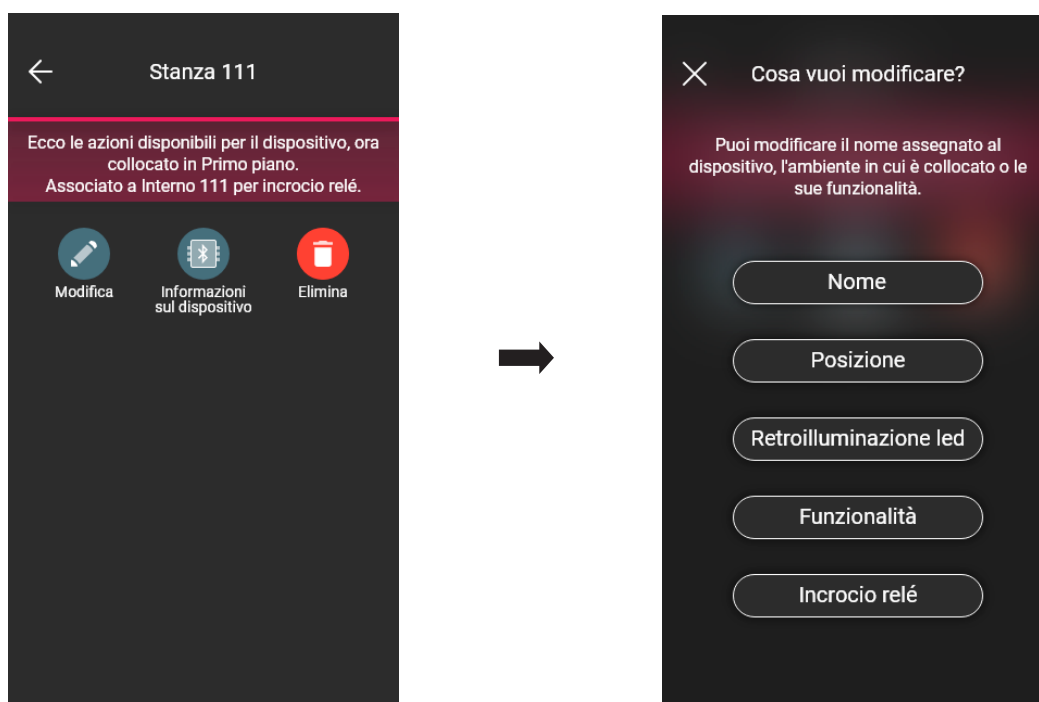 Stanza 111
Ecco le azioni disponibili per il dispositivo, ora
collocato in Primo piano.
Associato a Interno 111 per incrocio relé.
Modifica
Informazioni
sul dispositivo
Elimina
Cosa vuoi modificare?
Puoi modificare il nome assegnato al
dispositivo, l'ambiente in cui è collocato o le
sue funzionalità.
Nome
Posizione
Retroilluminazione led
Funzionalità
Incrocio relé